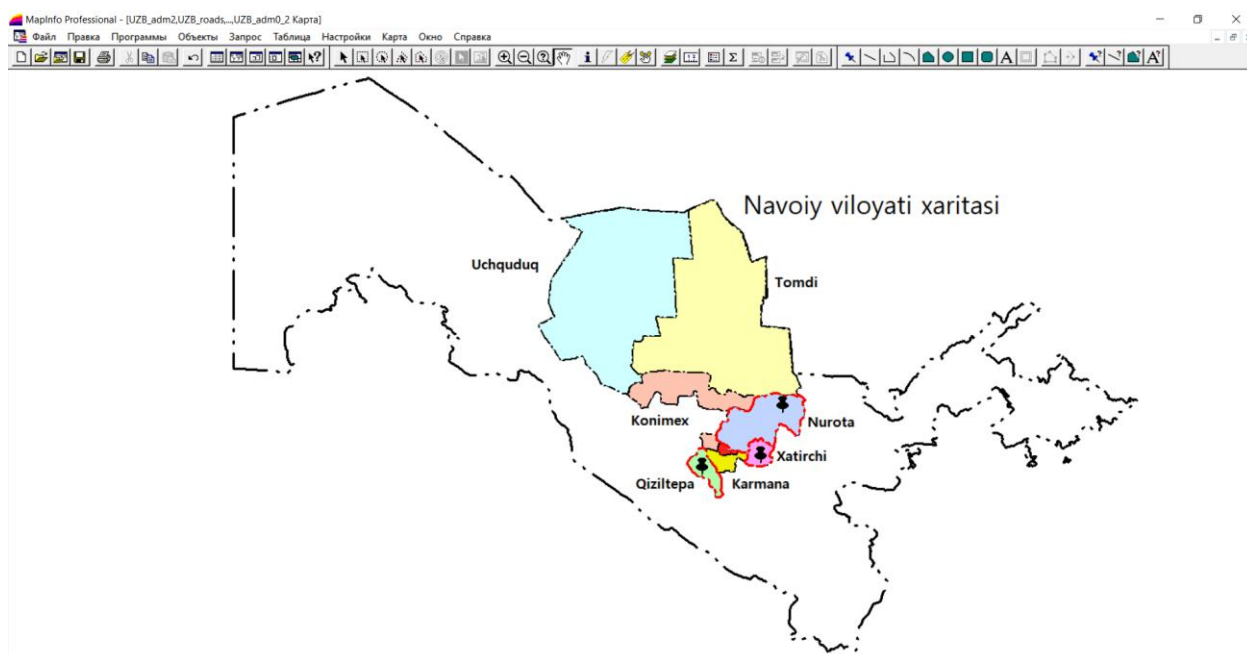 MapInfo Professional - [UZB_adm2,UZB_roads,...,UZB_adm0_2 Карта]
Файл Правка Программы Объекты Запрос Таблица Настройки Карта Окно Справка
Navoiy viloyati xaritasi
Uchquduq
Tomdi
Konimex
Nurota
Xatirchi
Qiziltepa
Karmana